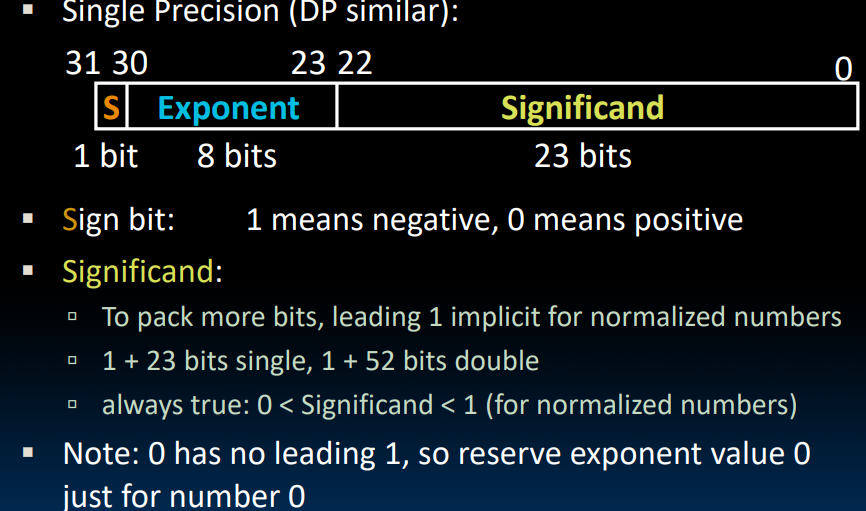 ▪ Single Precision (DP similar):
31 30 23 22 0
S Exponent Significand
1 bit 8 bits 23 bits
▪ Sign bit: 1 means negative, 0 means positive
▪ Significand:
▫ To pack more bits, leading 1 implicit for normalized numbers
▫ 1 + 23 bits single, 1 + 52 bits double
▫ always true: 0 < Significand < 1 (for normalized numbers)
▪ Note: 0 has no leading 1, so reserve exponent value 0
just for number 0